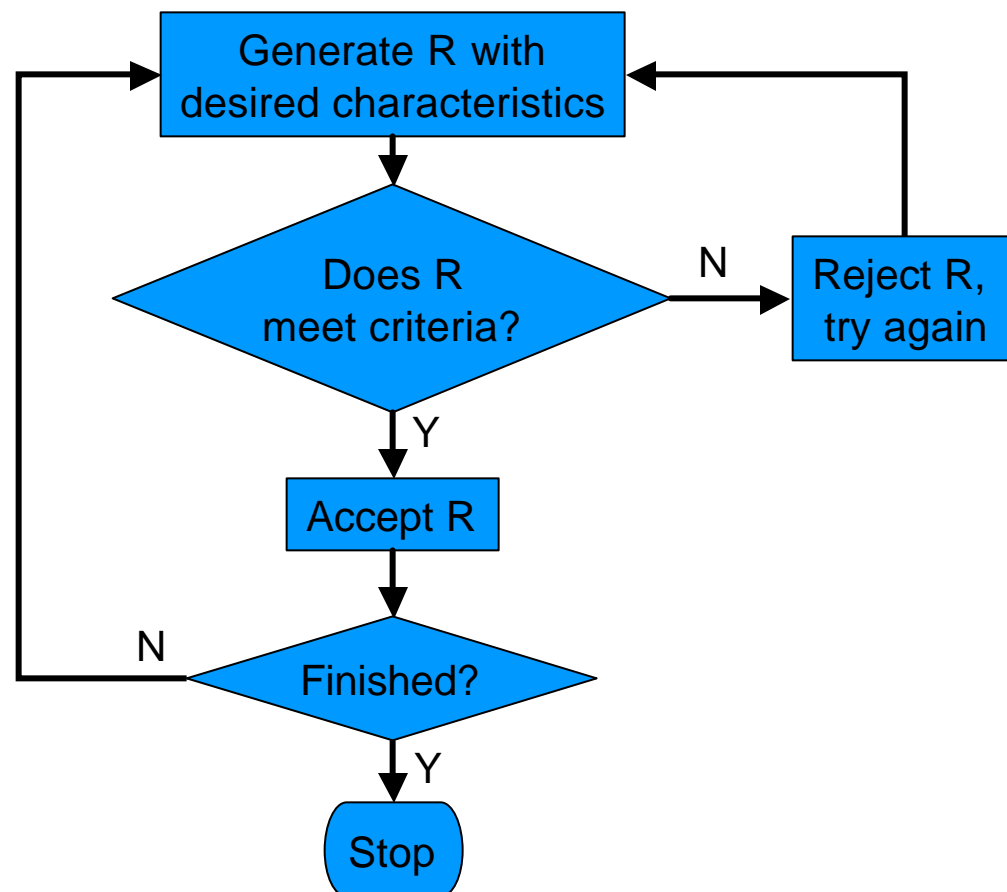 Generate R with
desired characteristics
Does R
meet criteria?
N
Reject R,
try again
Y
Accept R
N
Finished?
Y
Stop